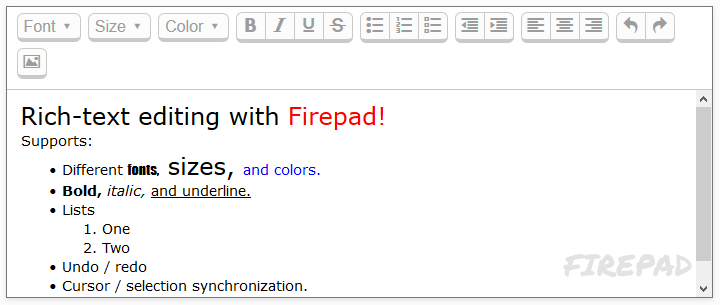 Font Size Color B I U S
Rich-text editing with Firepad!
Supports:
• Different fonts, sizes, and colors.
• Bold, italic, and underline.
• Lists
1. One
2. Two
• Undo / redo
• Cursor / selection synchronization.
FIREPAD